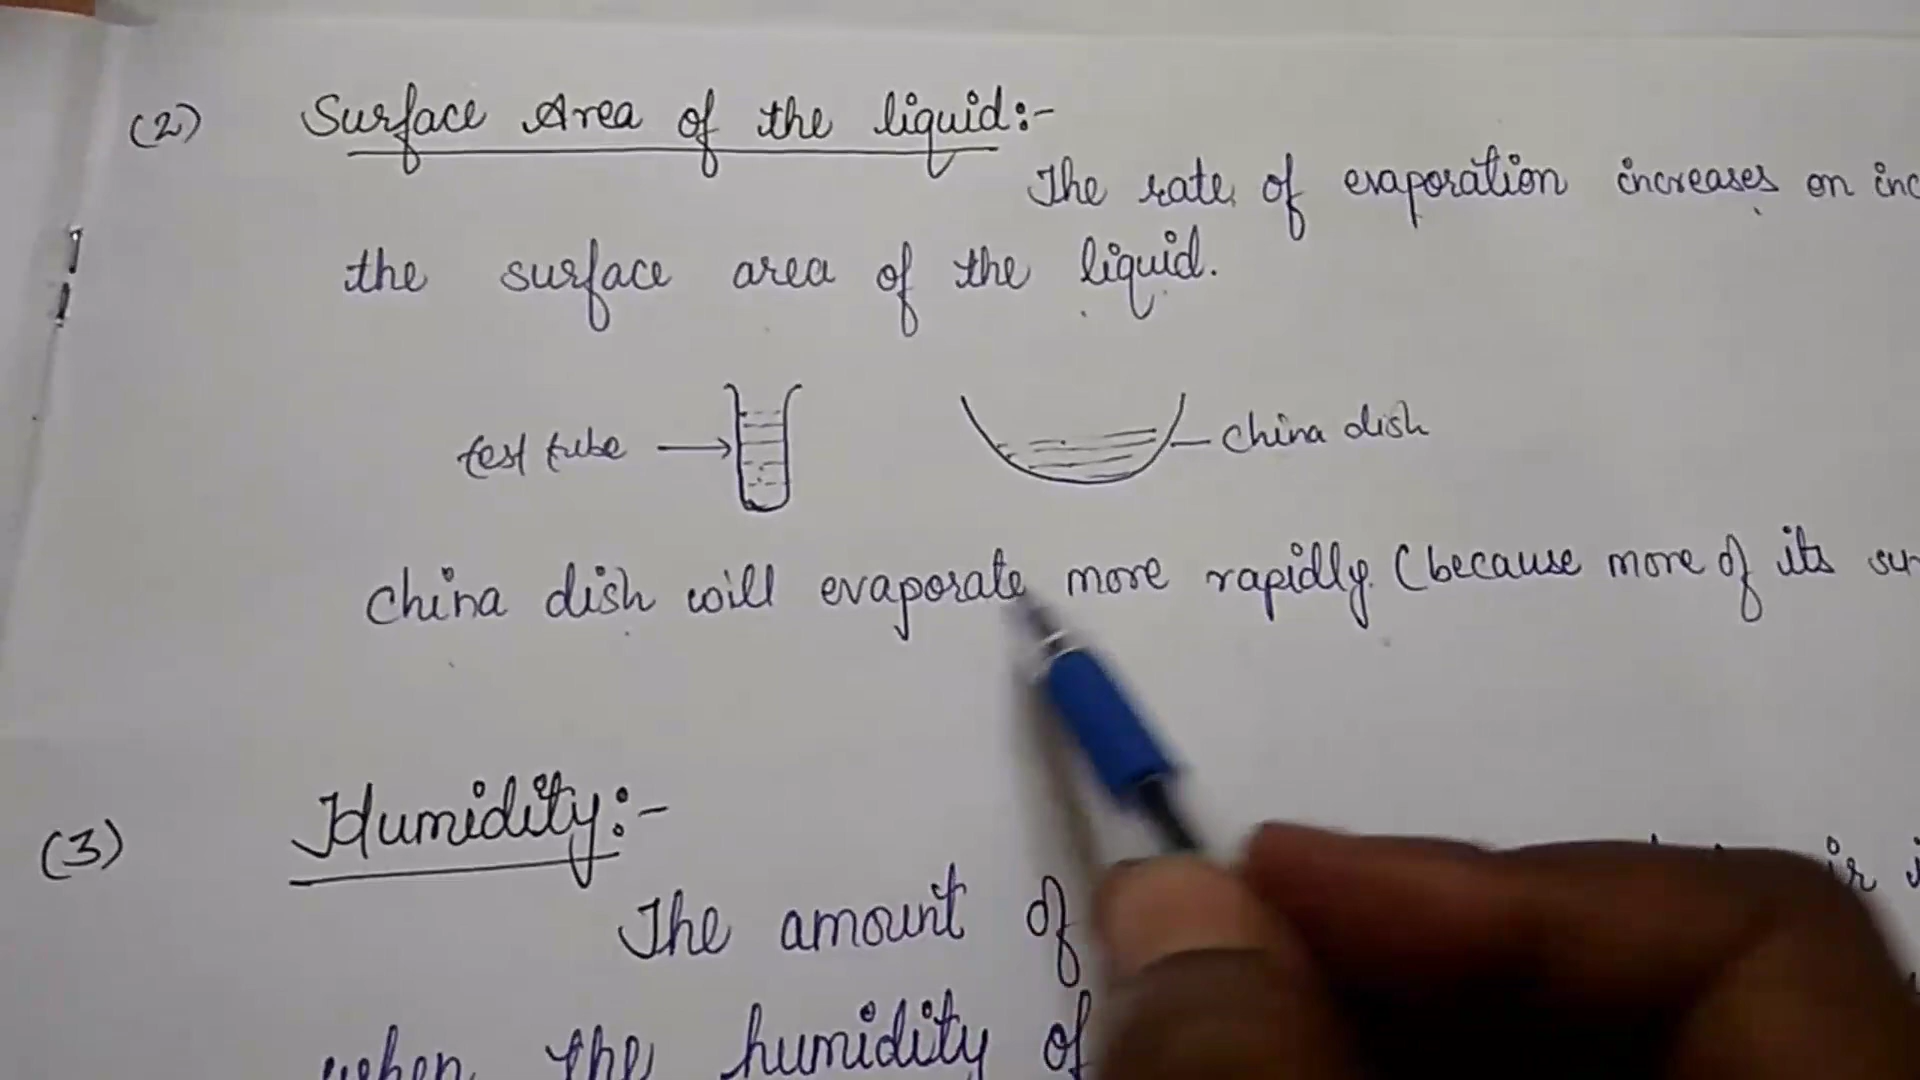 (2) Surface Area of the liquid:-
The rate of evaporation increases on inc
the surface area of the liquid.
test tube
china dish
china dish will evaporate more rapidly. (because more of its sur
(3) Humidity:-
The amount of
when the humidity of